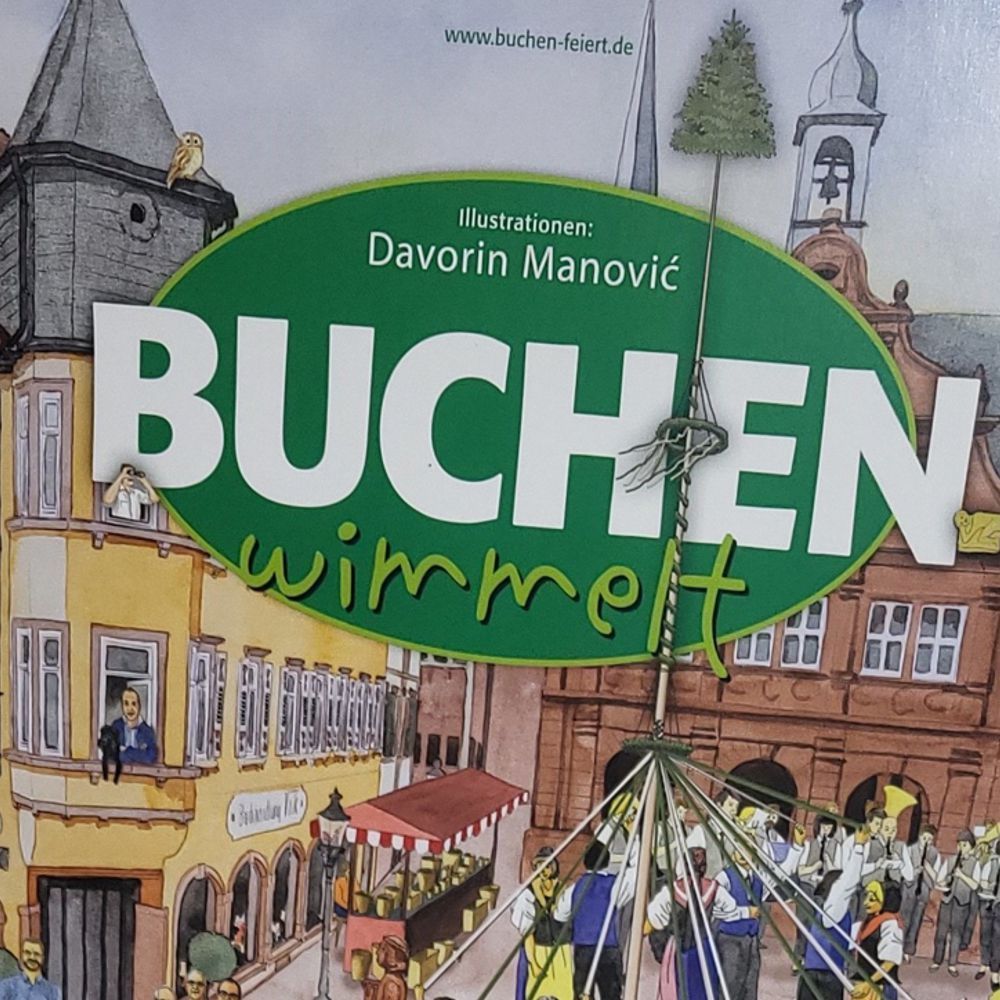 www.buchen-feiert.de
Illustrationen:
Davorin Manović
BUCHEN
wimmelt